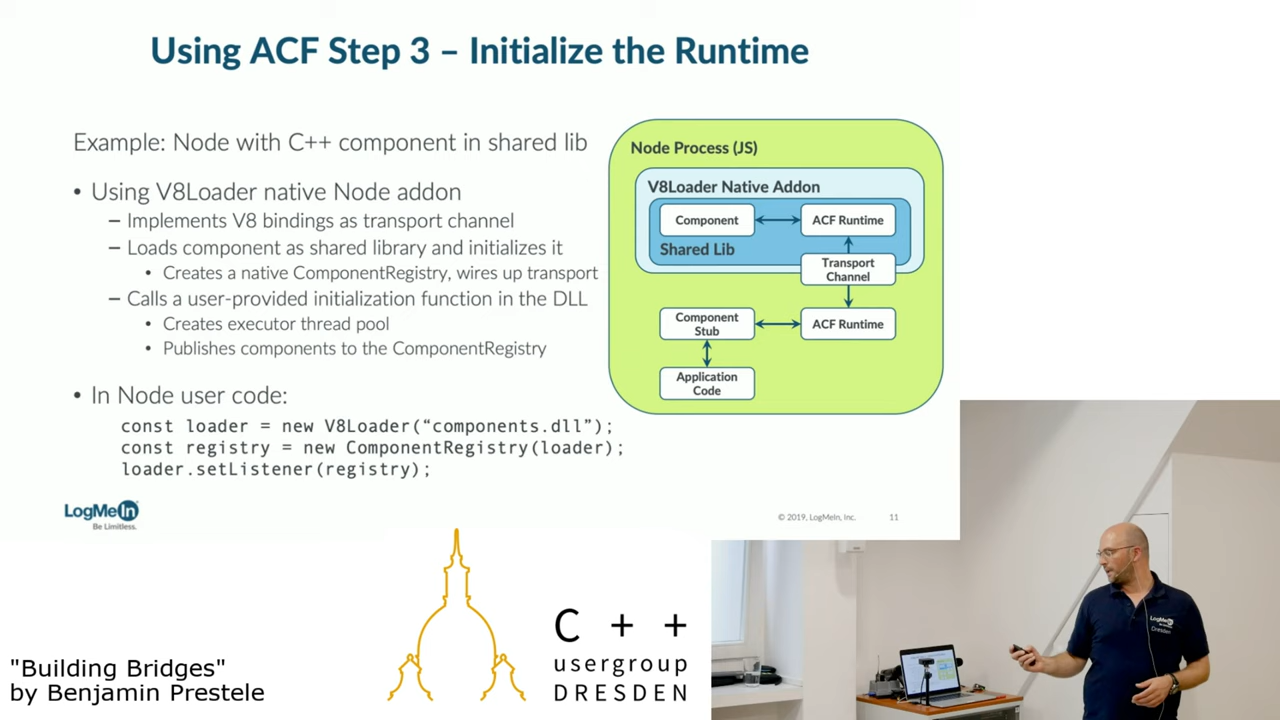 Using ACF Step 3 – Initialize the Runtime
Example: Node with C++ component in shared lib
• Using V8Loader native Node addon
– Implements V8 bindings as transport channel
– Loads component as shared library and initializes it
• Creates a native ComponentRegistry, wires up transport
– Calls a user-provided initialization function in the DLL
• Creates executor thread pool
• Publishes components to the ComponentRegistry
• In Node user code:
const loader = new V8Loader(“components.dll”);
const registry = new ComponentRegistry(loader);
loader.setListener(registry);
Node Process (JS)
V8Loader Native Addon
Component
ACF Runtime
Shared Lib
Transport
Channel
Component
Stub
ACF Runtime
Application
Code
LogMeIn
Be Limitless.
© 2019, LogMeIn, Inc.
11
"Building Bridges"
by Benjamin Prestele
C + +
usergroup
DRESDEN
LogMeIn
Dresden